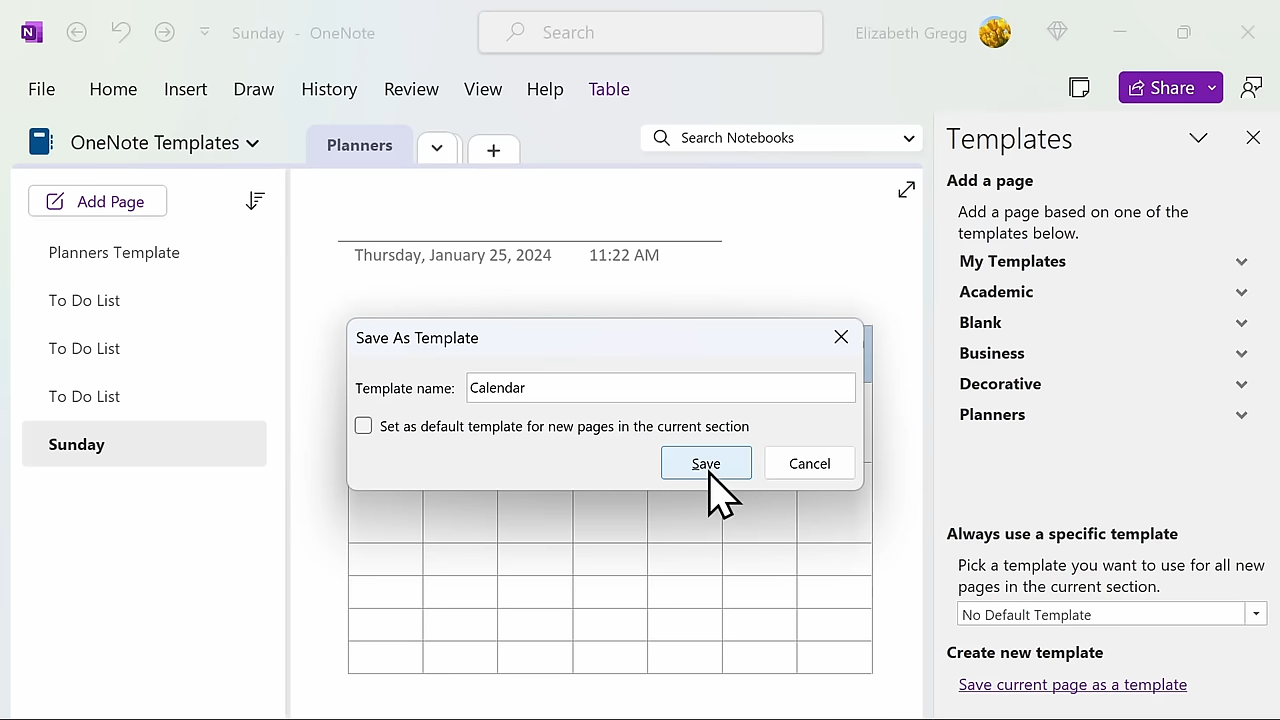 N
Sunday - OneNote
Search
Elizabeth Gregg
File Home Insert Draw History Review View Help Table
Share
OneNote Templates
Planners
+
Search Notebooks
Add Page
Planners Template
To Do List
To Do List
To Do List
Sunday
Thursday, January 25, 2024 11:22 AM
Save As Template
Template name: Calendar
Set as default template for new pages in the current section
Save Cancel
Templates
Add a page
Add a page based on one of the
templates below.
My Templates
Academic
Blank
Business
Decorative
Planners
Always use a specific template
Pick a template you want to use for all new
pages in the current section.
No Default Template
Create new template
Save current page as a template